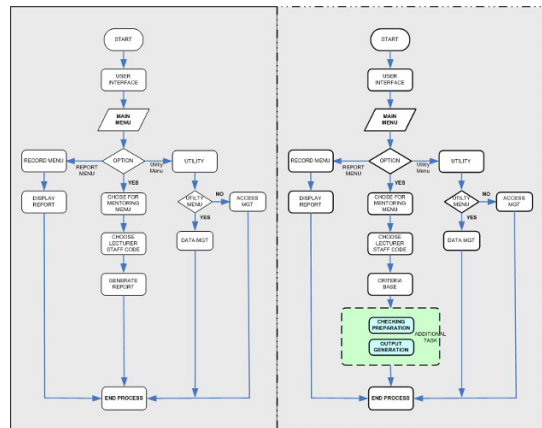 START
USER
INTERFACE
MAIN
MENU
RECORD MENU
REPORT
MENU
OPTION
Utility
Menu
UTILITY
YES
DISPLAY
REPORT
CHOSE FOR
MENTORING
MENU
UTILITY
MENU
NO
ACCESS
MGT
YES
CHOOSE
LECTURER
STAFF CODE
DATA MGT
GENERATE
REPORT
END PROCESS
START
USER
INTERFACE
MAIN
MENU
RECORD MENU
REPORT
MENU
OPTION
Utility
Menu
UTILITY
YES
DISPLAY
REPORT
CHOSE FOR
MENTORING
MENU
UTILITY
MENU
NO
ACCESS
MGT
YES
CHOOSE
LECTURER
STAFF CODE
DATA MGT
CRITERIA
BASE
CHECKING
PREPARATION
ADDITIONAL
TASK
OUTPUT
GENERATION
END PROCESS